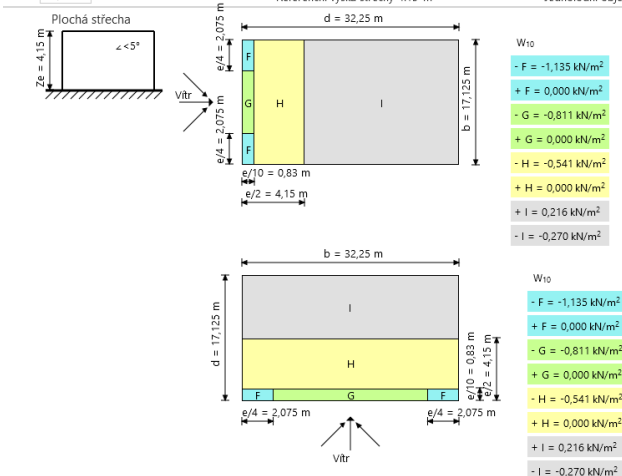 d = 32,25 m
Plochá střecha
∠<5°
Ze = 4,15 m
Vítr
e/4 = 2,075 m
e/4 = 2,075 m
F
G
F
H
I
b = 17,125 m
e/10 = 0,83 m
e/2 = 4,15 m
W10
- F = -1,135 kN/m²
+ F = 0,000 kN/m²
- G = -0,811 kN/m²
+ G = 0,000 kN/m²
- H = -0,541 kN/m²
+ H = 0,000 kN/m²
+ I = 0,216 kN/m²
- I = -0,270 kN/m²
b = 32,25 m
d = 17,125 m
I
H
F
G
F
e/10 = 0,83 m
e/2 = 4,15 m
e/4 = 2,075 m
e/4 = 2,075 m
Vítr
W10
- F = -1,135 kN/m²
+ F = 0,000 kN/m²
- G = -0,811 kN/m²
+ G = 0,000 kN/m²
- H = -0,541 kN/m²
+ H = 0,000 kN/m²
+ I = 0,216 kN/m²
- I = -0,270 kN/m²